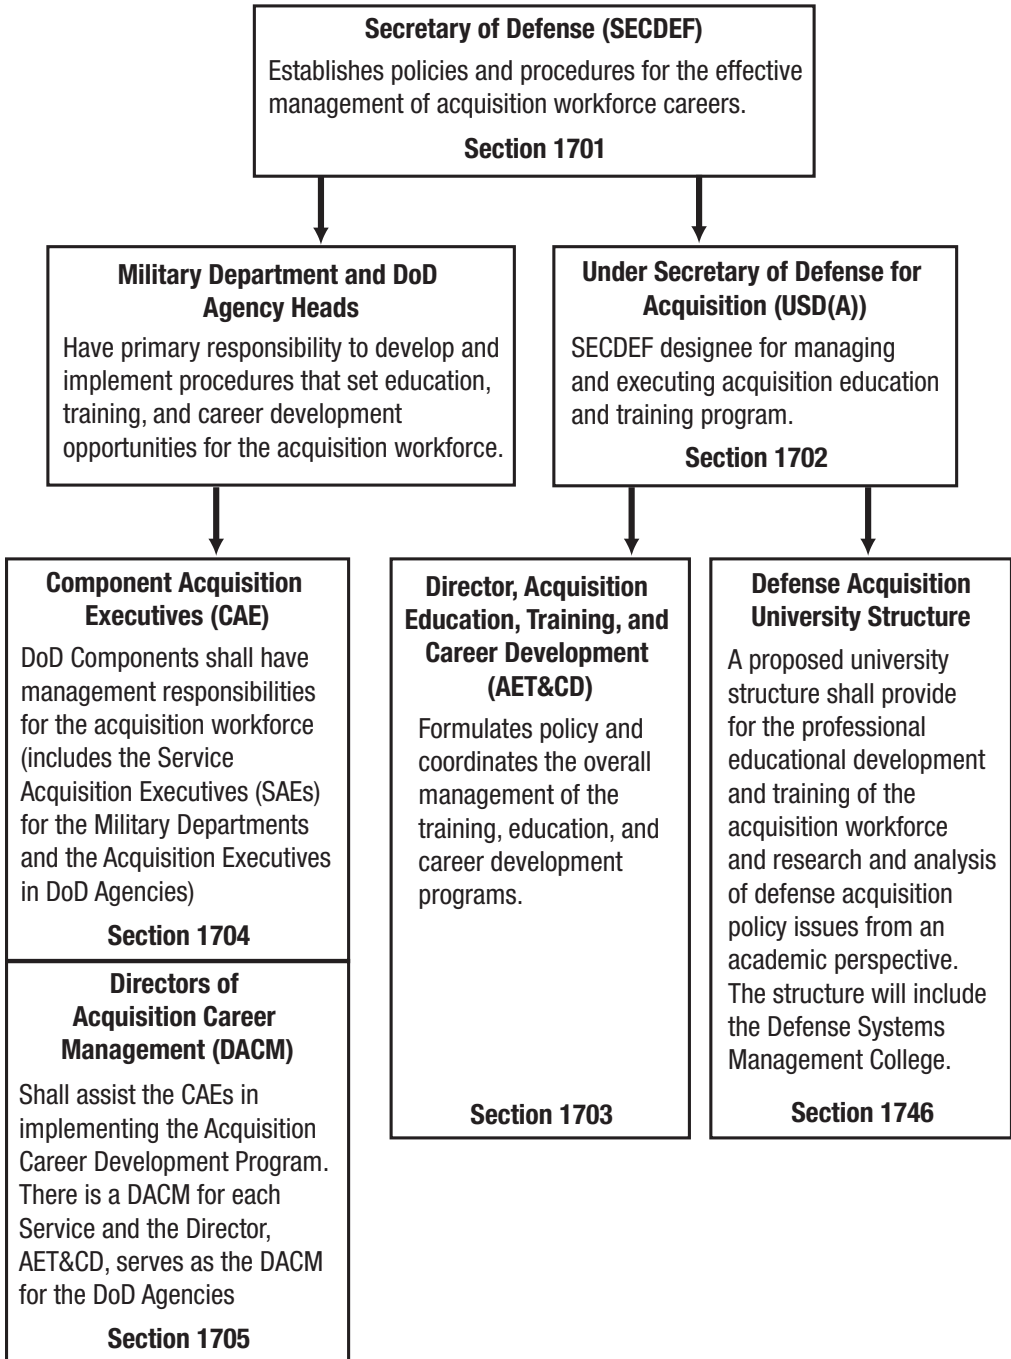 Secretary of Defense (SECDEF)
Establishes policies and procedures for the effective
management of acquisition workforce careers.
Section 1701
Military Department and DoD
Agency Heads
Have primary responsibility to develop and
implement procedures that set education,
training, and career development
opportunities for the acquisition workforce.
Under Secretary of Defense for
Acquisition (USD(A))
SECDEF designee for managing
and executing acquisition education
and training program.
Section 1702
Component Acquisition
Executives (CAE)
DoD Components shall have
management responsibilities
for the acquisition workforce
(includes the Service
Acquisition Executives (SAEs)
for the Military Departments
and the Acquisition Executives
in DoD Agencies)
Section 1704
Directors of
Acquisition Career
Management (DACM)
Shall assist the CAEs in
implementing the Acquisition
Career Development Program.
There is a DACM for each
Service and the Director,
AET&CD, serves as the DACM
for the DoD Agencies
Section 1705
Director, Acquisition
Education, Training, and
Career Development
(AET&CD)
Formulates policy and
coordinates the overall
management of the
training, education, and
career development
programs.
Section 1703
Defense Acquisition
University Structure
A proposed university
structure shall provide
for the professional
educational development
and training of the
acquisition workforce
and research and analysis
of defense acquisition
policy issues from an
academic perspective.
The structure will include
the Defense Systems
Management College.
Section 1746